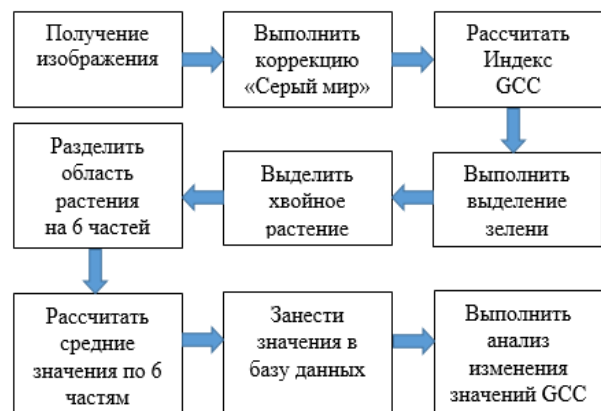 Получение
изображения
Выполнить
коррекцию
«Серый мир»
Рассчитать
Индекс
GCC
Выполнить
выделение
зелени
Выделить
хвойное
растение
Разделить
область
растения
на 6 частей
Рассчитать
средние
значения по 6
частям
Занести
значения в
базу данных
Выполнить
анализ
изменения
значений GCC